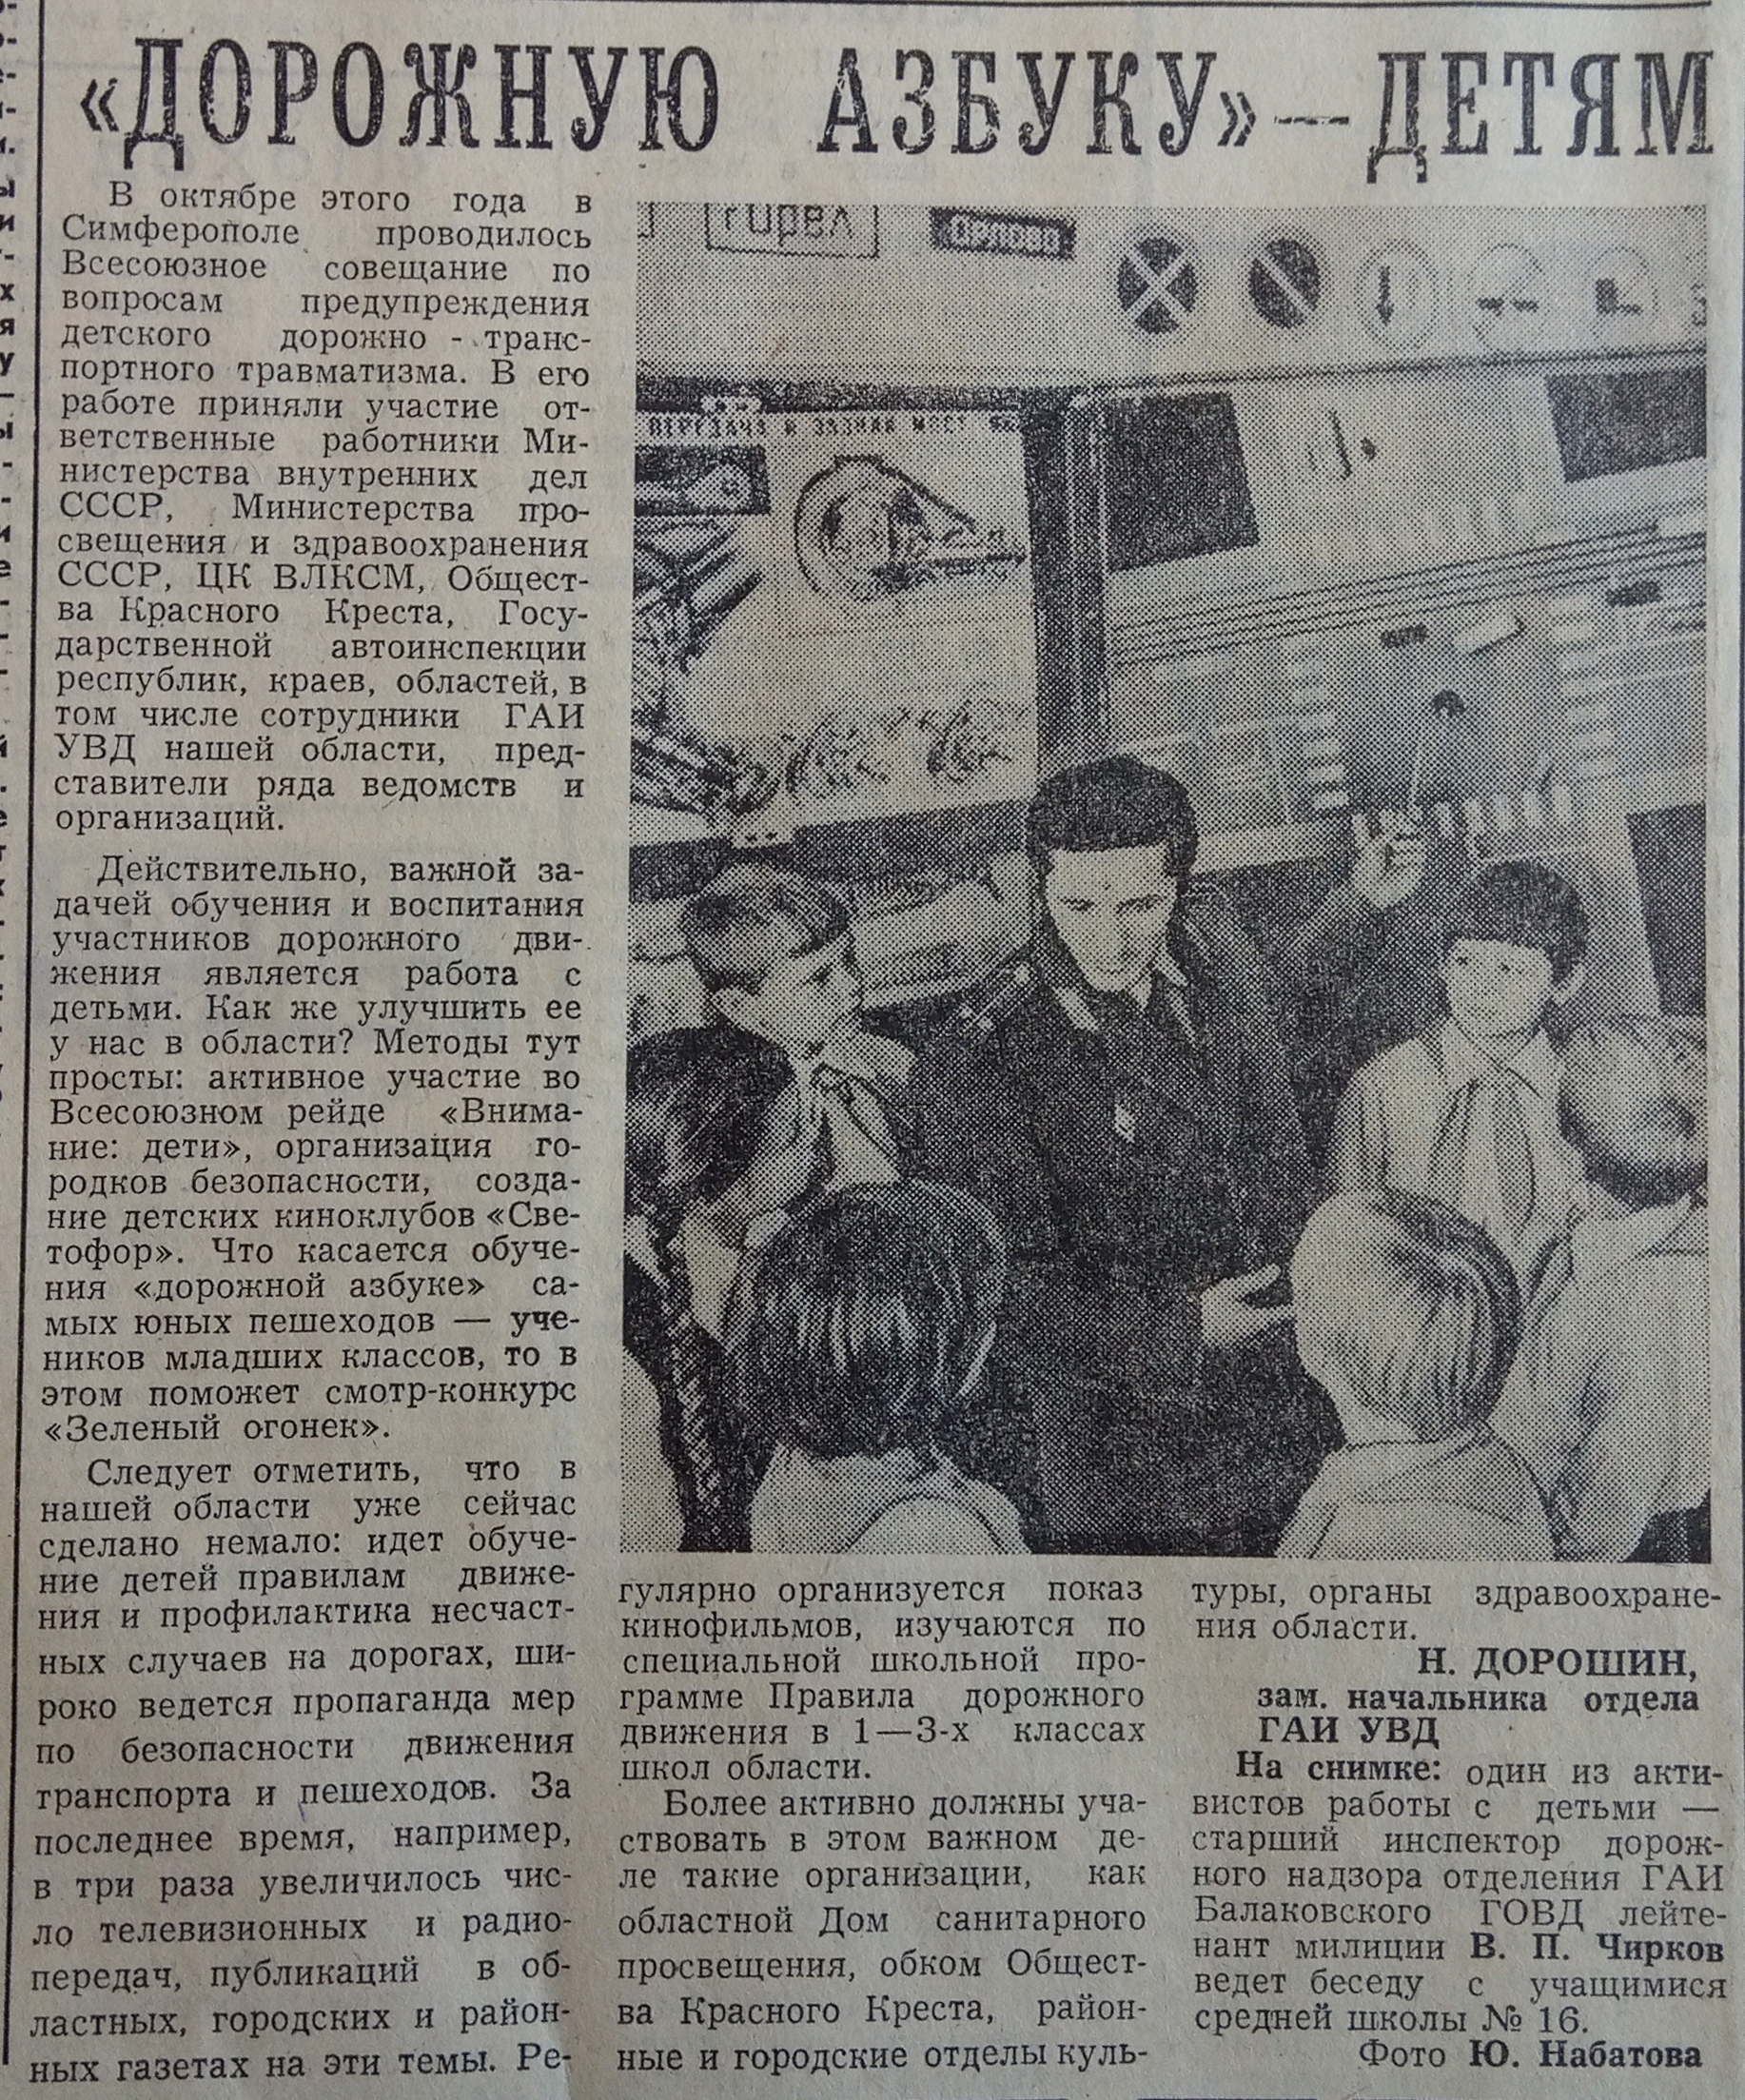 «ДОРОЖНУЮ АЗБУКУ» — ДЕТЯМ
В октябре этого года в
Симферополе проводилось
Всесоюзное совещание по
вопросам предупреждения
детского дорожно - транс-
портного травматизма. В его
работе приняли участие от-
ветственные работники Ми-
нистерства внутренних дел
СССР, Министерства про-
свещения и здравоохранения
СССР, ЦК ВЛКСМ, Общест-
ва Красного Креста, Госу-
дарственной автоинспекции
республик, краев, областей, в
том числе сотрудники ГАИ
УВД нашей области, пред-
ставители ряда ведомств и
организаций.
Действительно, важной за-
дачей обучения и воспитания
участников дорожного дви-
жения является работа с
детьми. Как же улучшить ее
у нас в области? Методы тут
просты: активное участие во
Всесоюзном рейде «Внима-
ние: дети», организация го-
родков безопасности, созда-
ние детских киноклубов «Све-
тофор». Что касается обуче-
ния «дорожной азбуке» са-
мых юных пешеходов — уче-
ников младших классов, то в
этом поможет смотр-конкурс
«Зеленый огонек».
Следует отметить, что в
нашей области уже сейчас
сделано немало: идет обуче-
ние детей правилам движе-
ния и профилактика несчаст-
ных случаев на дорогах, ши-
роко ведется пропаганда мер
по безопасности движения
транспорта и пешеходов. За
последнее время, например,
в три раза увеличилось чис-
ло телевизионных и радио-
передач, публикаций в об-
ластных, городских и район-
ных газетах на эти темы. Ре-
гулярно организуется показ
кинофильмов, изучаются по
специальной школьной про-
грамме Правила дорожного
движения в 1—3-х классах
школ области.
Более активно должны уча-
ствовать в этом важном де-
ле такие организации, как
областной Дом санитарного
просвещения, обком Общест-
ва Красного Креста, район-
ные и городские отделы куль-
туры, органы здравоохране-
ния области.
Н. ДОРОШИН,
зам. начальника отдела
ГАИ УВД
На снимке: один из акти-
вистов работы с детьми —
старший инспектор дорож-
ного надзора отделения ГАИ
Балаковского ГОВД лейте-
нант милиции В. П. Чирков
ведет беседу с учащимися
средней школы № 16.
Фото Ю. Набатова
ПЕРЕДАЧА И ЗАДНИЙ МОСТ